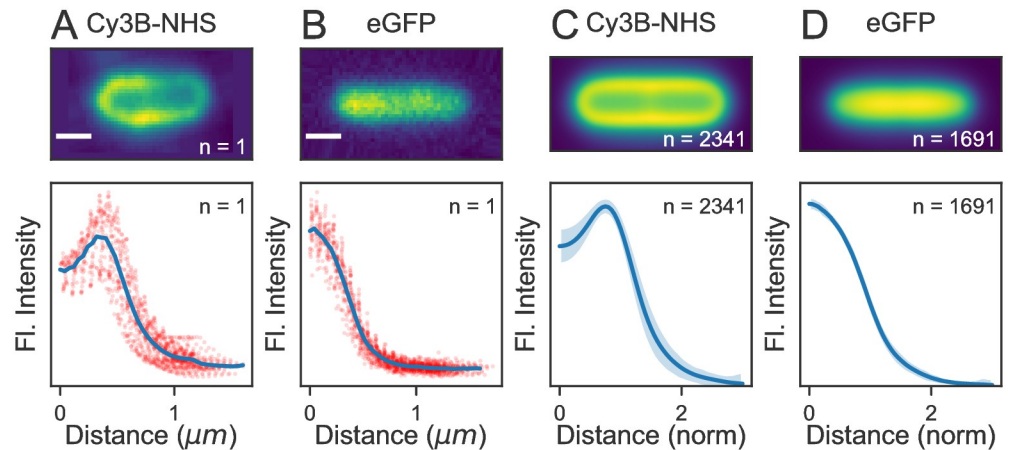 A Cy3B-NHS
B eGFP
C Cy3B-NHS
D eGFP
n = 1
n = 2341
n = 1691
Fl. Intensity
n = 1
0 1
Distance (μm)
Fl. Intensity
n = 1
0 1
Distance (μm)
Fl. Intensity
n = 2341
0 2
Distance (norm)
Fl. Intensity
n = 1691
0 2
Distance (norm)